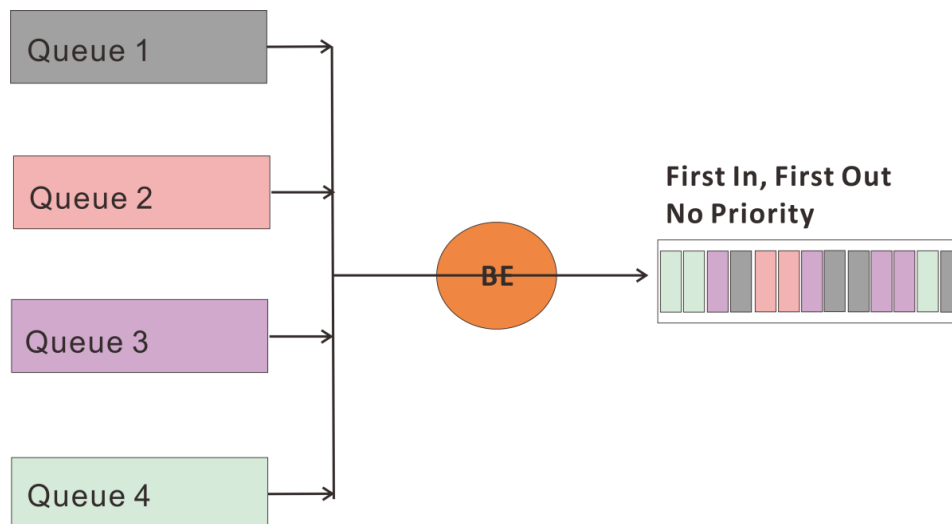 Queue 1
Queue 2
Queue 3
Queue 4
BE
First In, First Out
No Priority